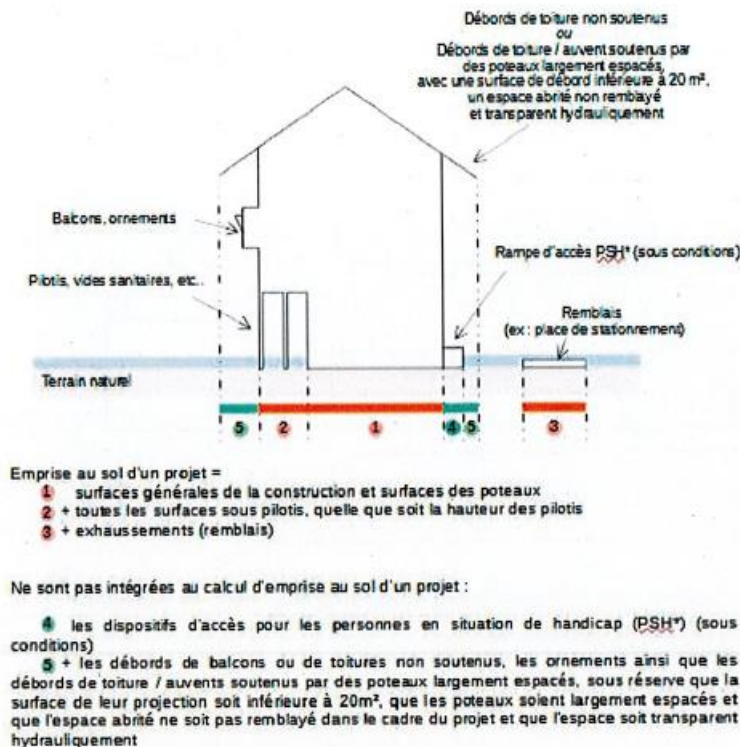 Débords de toiture non soutenus
ou
Débords de toiture / auvent soutenus par
des poteaux largement espacés,
avec une surface de débord inférieure à 20 m²,
un espace abrité non remblayé
et transparent hydrauliquement
Balcons, ornements
Rampe d'accès PSH* (sous conditions)
Pilotis, vides sanitaires, etc..
Remblais
(ex : place de stationnement)
Terrain naturel
5 2 1 4 5 3
Emprise au sol d'un projet =
1 surfaces générales de la construction et surfaces des poteaux
2 + toutes les surfaces sous pilotis, quelle que soit la hauteur des pilotis
3 + exhaussements (remblais)
Ne sont pas intégrées au calcul d'emprise au sol d'un projet :
4 les dispositifs d'accès pour les personnes en situation de handicap (PSH*) (sous
conditions)
5 + les débords de balcons ou de toitures non soutenus, les ornements ainsi que les
débords de toiture / auvents soutenus par des poteaux largement espacés, sous réserve que la
surface de leur projection soit inférieure à 20m², que les poteaux soient largement espacés et
que l'espace abrité ne soit pas remblayé dans le cadre du projet et que l'espace soit transparent
hydrauliquement